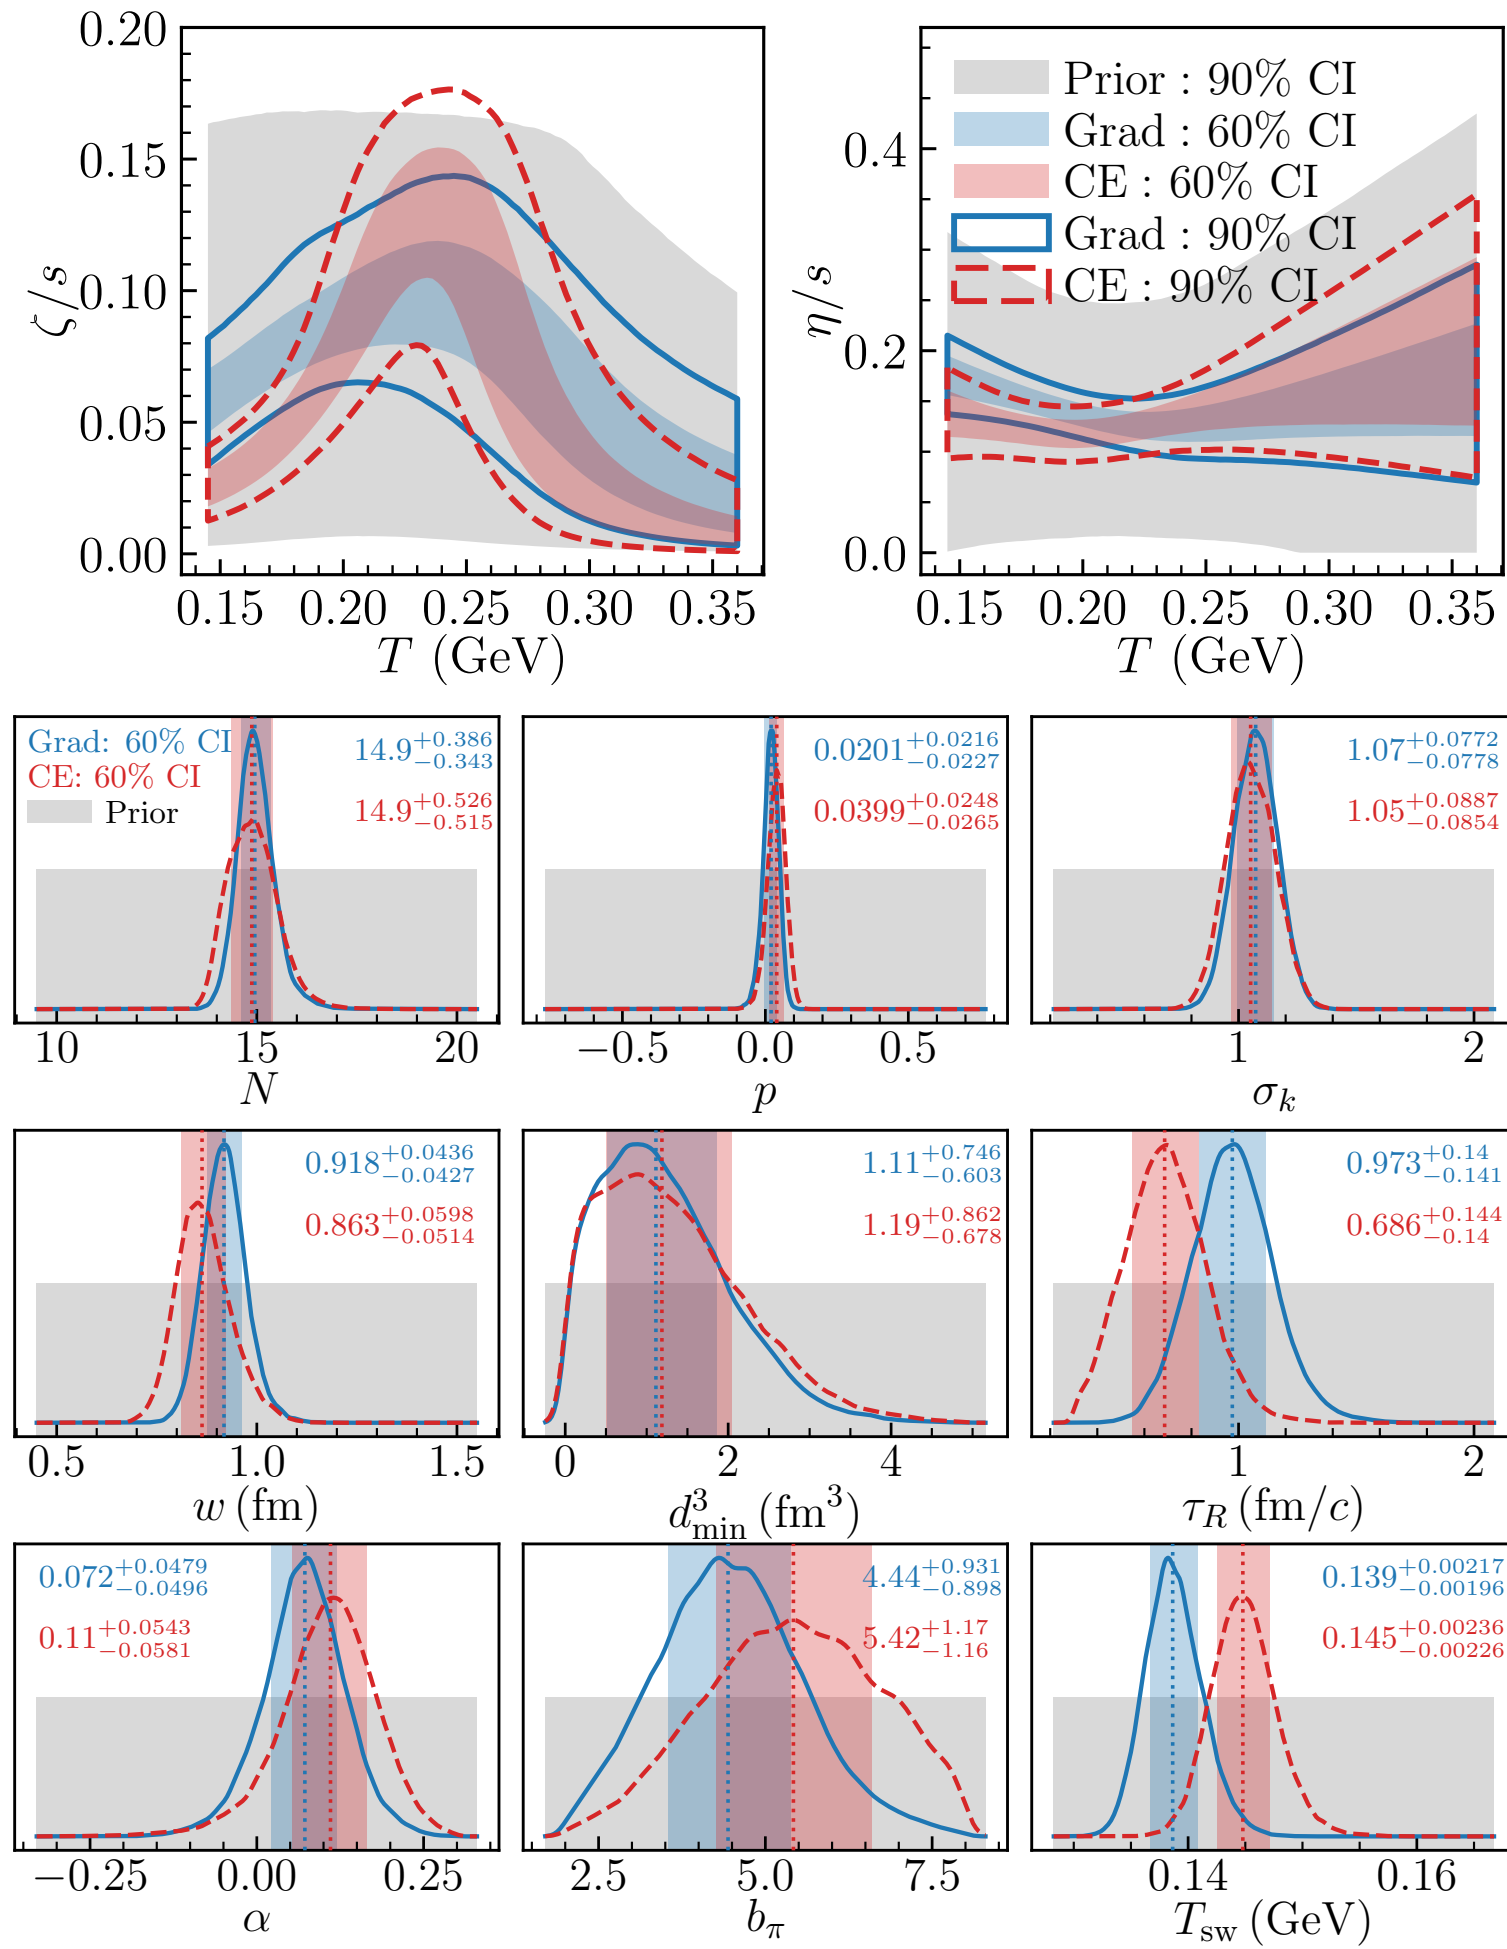 0.20
0.15
0.10
0.05
0.00
ζ/s
0.15 0.20 0.25 0.30 0.35
T (GeV)
Prior : 90% CI
Grad : 60% CI
CE : 60% CI
Grad : 90% CI
CE : 90% CI
0.4
0.2
0.0
η/s
0.15 0.20 0.25 0.30 0.35
T (GeV)
Grad: 60% CI
CE: 60% CI
Prior
14.9 +0.386 −0.343
14.9 +0.526 −0.515
10 15 20
N
0.0201 +0.0216 −0.0227
0.0399 +0.0248 −0.0265
−0.5 0.0 0.5
p
1.07 +0.0772 −0.0778
1.05 +0.0887 −0.0854
1 2
σ_k
0.918 +0.0436 −0.0427
0.863 +0.0598 −0.0514
0.5 1.0 1.5
w (fm)
1.11 +0.746 −0.603
1.19 +0.862 −0.678
0 2 4
d³_min (fm³)
0.973 +0.14 −0.141
0.686 +0.144 −0.14
1 2
τ_R (fm/c)
0.072 +0.0479 −0.0496
0.11 +0.0543 −0.0581
−0.25 0.00 0.25
α
4.44 +0.931 −0.898
5.42 +1.17 −1.16
2.5 5.0 7.5
b_π
0.139 +0.00217 −0.00196
0.145 +0.00236 −0.00226
0.14 0.16
T_sw (GeV)